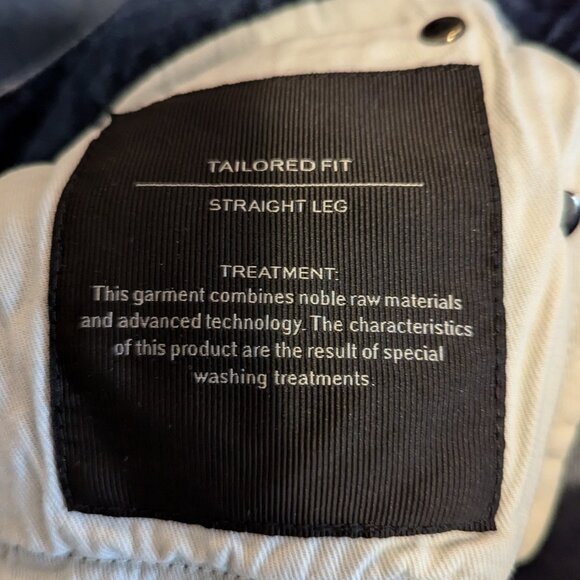 TAILORED FIT
STRAIGHT LEG
TREATMENT:
This garment combines noble raw materials
and advanced technology. The characteristics
of this product are the result of special
washing treatments.